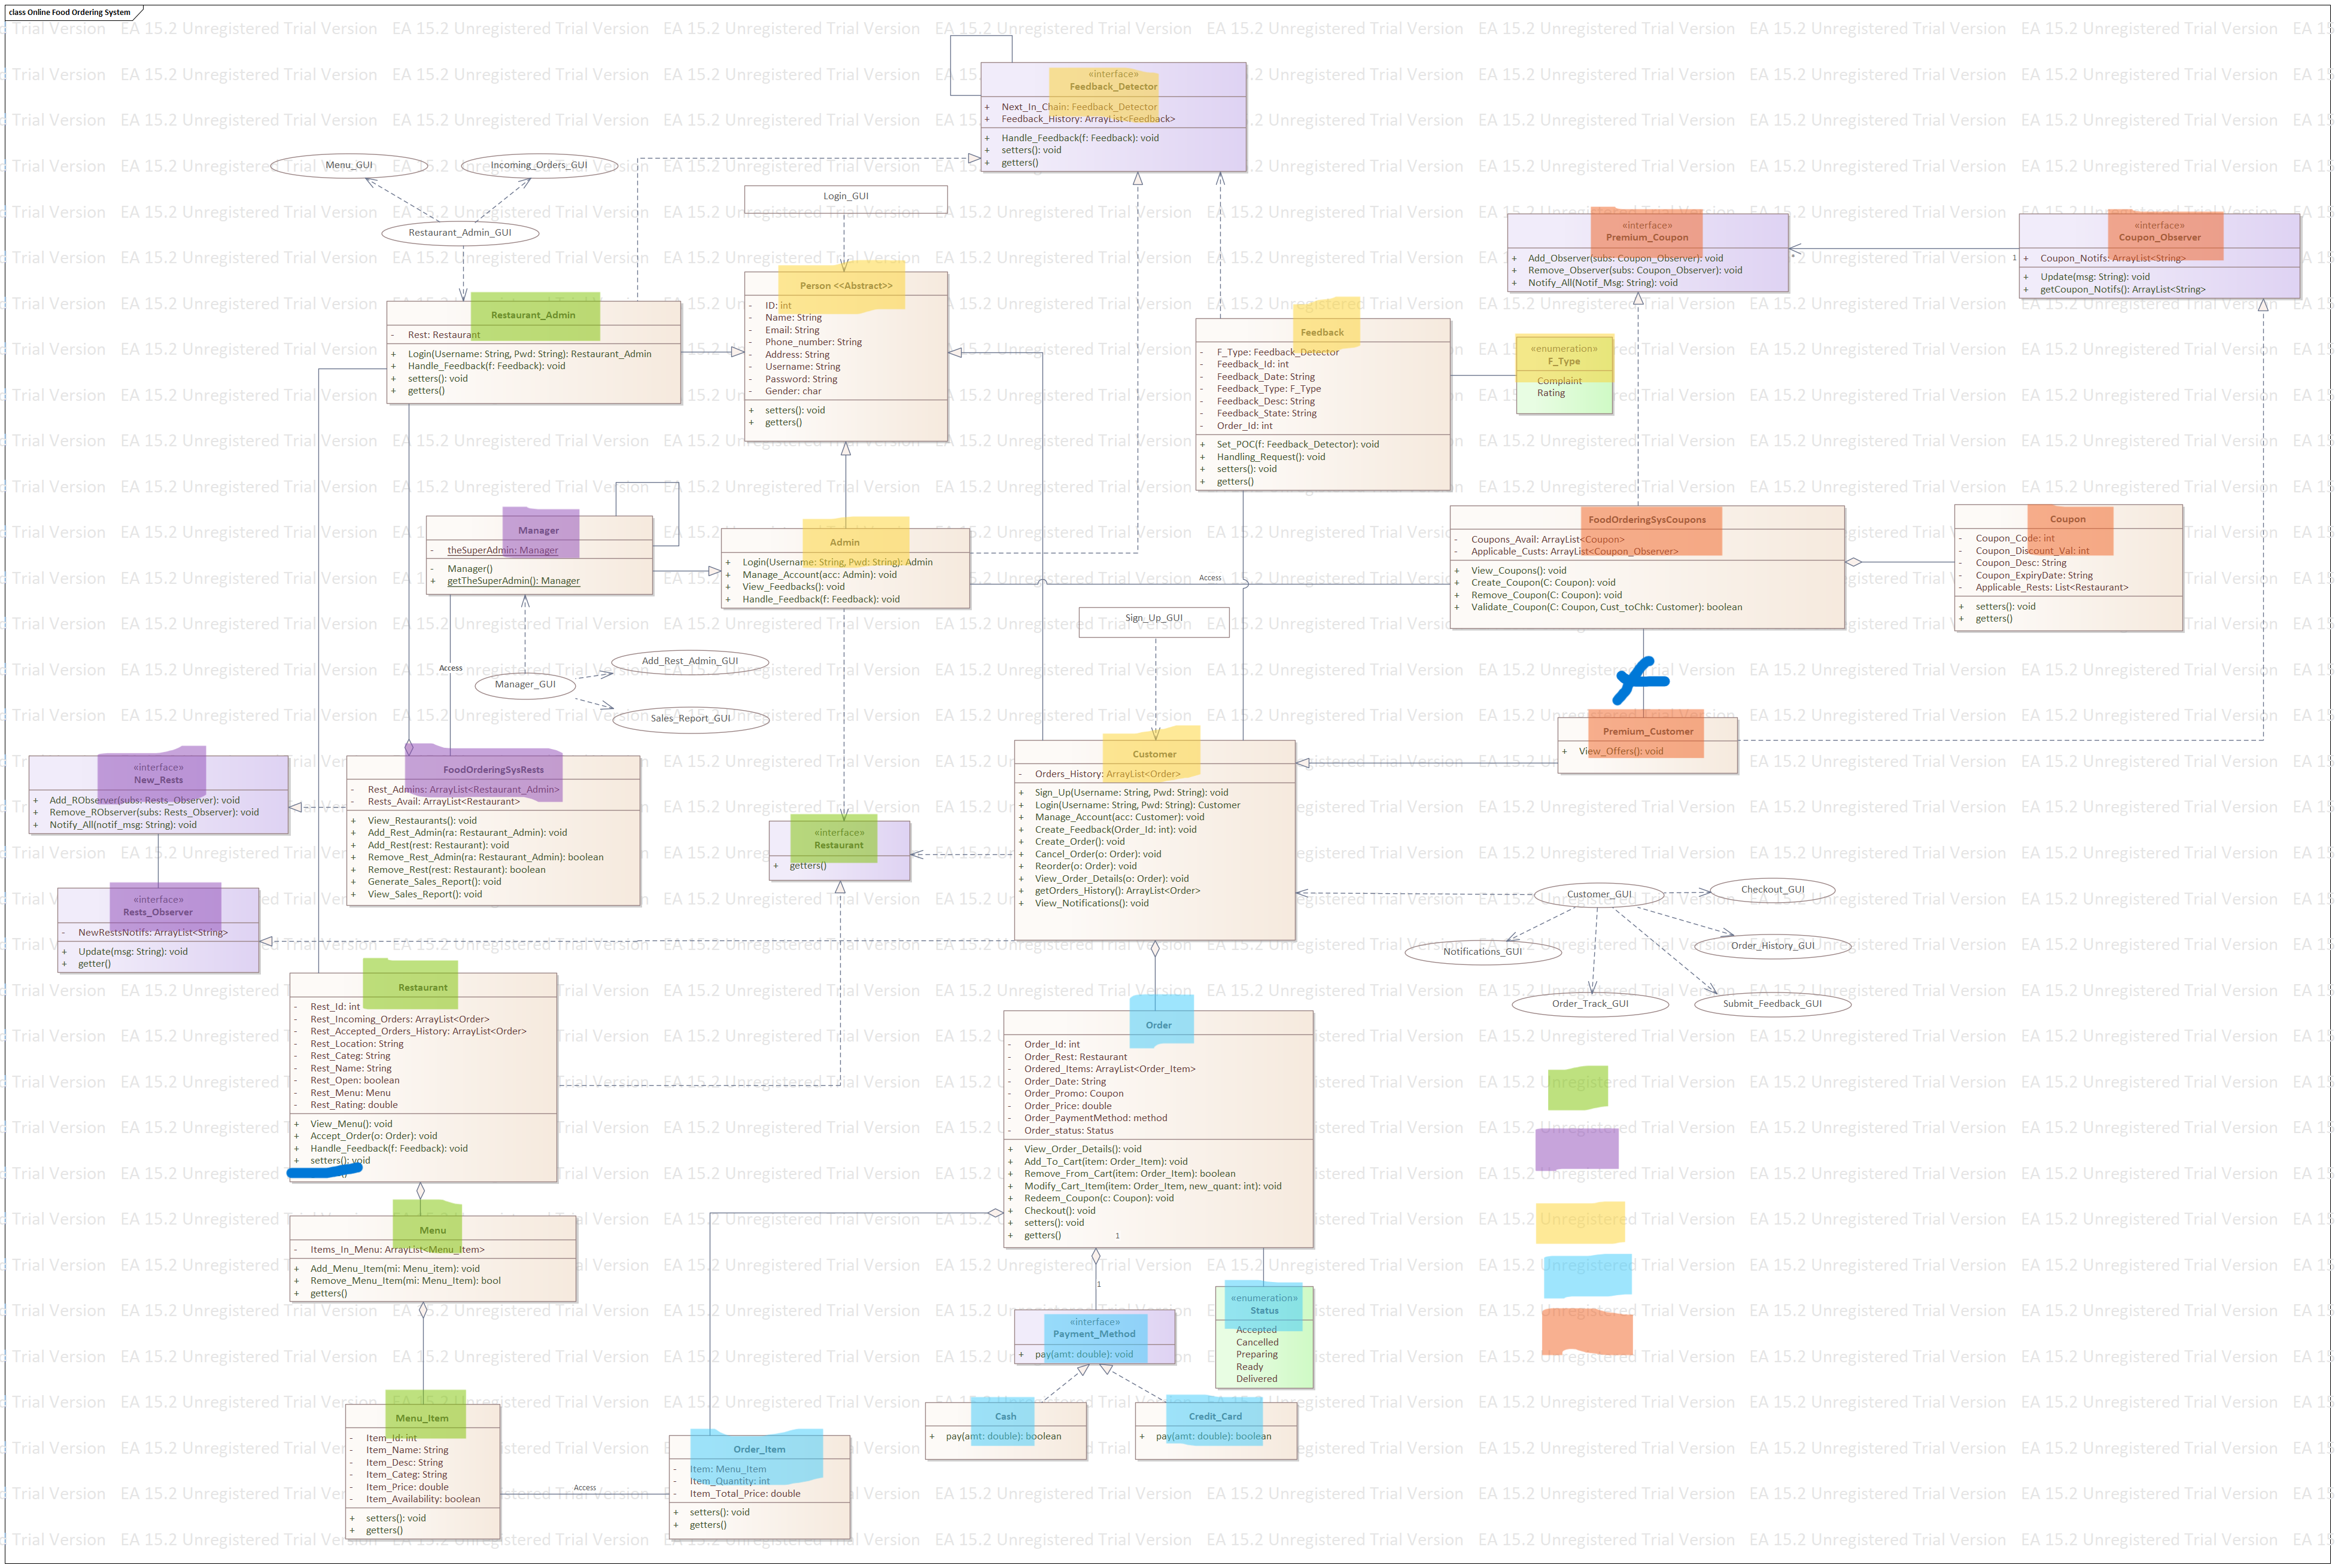 class Online Food Ordering System
«interface»
Feedback_Detector
+ Next_In_Chain: Feedback_Detector
+ Feedback_History: ArrayList<Feedback>
+ Handle_Feedback(f: Feedback): void
+ setters(): void
+ getters()
Menu_GUI
Incoming_Orders_GUI
Restaurant_Admin_GUI
Login_GUI
«interface»
Premium_Coupon
+ Add_Observer(subs: Coupon_Observer): void
+ Remove_Observer(subs: Coupon_Observer): void
+ Notify_All(Notif_Msg: String): void
*
1
«interface»
Coupon_Observer
+ Coupon_Notifs: ArrayList<String>
+ Update(msg: String): void
+ getCoupon_Notifs(): ArrayList<String>
Restaurant_Admin
- Rest: Restaurant
+ Login(Username: String, Pwd: String): Restaurant_Admin
+ Handle_Feedback(f: Feedback): void
+ setters(): void
+ getters()
Person <<Abstract>>
- ID: int
- Name: String
- Email: String
- Phone_number: String
- Address: String
- Username: String
- Password: String
- Gender: char
+ setters(): void
+ getters()
Feedback
- F_Type: Feedback_Detector
- Feedback_Id: int
- Feedback_Date: String
- Feedback_Type: F_Type
- Feedback_Desc: String
- Feedback_State: String
- Order_Id: int
+ Set_POC(f: Feedback_Detector): void
+ Handling_Request(): void
+ setters(): void
+ getters()
«enumeration»
F_Type
Complaint
Rating
Manager
- theSuperAdmin: Manager
- Manager()
+ getTheSuperAdmin(): Manager
Admin
+ Login(Username: String, Pwd: String): Admin
+ Manage_Account(acc: Admin): void
+ View_Feedbacks(): void
+ Handle_Feedback(f: Feedback): void
Access
FoodOrderingSysCoupons
- Coupons_Avail: ArrayList<Coupon>
- Applicable_Custs: ArrayList<Coupon_Observer>
+ View_Coupons(): void
+ Create_Coupon(C: Coupon): void
+ Remove_Coupon(C: Coupon): void
+ Validate_Coupon(C: Coupon, Cust_toChk: Customer): boolean
Coupon
- Coupon_Code: int
- Coupon_Discount_Val: int
- Coupon_Desc: String
- Coupon_ExpiryDate: String
- Applicable_Rests: List<Restaurant>
+ setters(): void
+ getters()
Sign_Up_GUI
Access
Add_Rest_Admin_GUI
Manager_GUI
Sales_Report_GUI
Premium_Customer
+ View_Offers(): void
«interface»
New_Rests
+ Add_RObserver(subs: Rests_Observer): void
+ Remove_RObserver(subs: Rests_Observer): void
+ Notify_All(notif_msg: String): void
FoodOrderingSysRests
- Rest_Admins: ArrayList<Restaurant_Admin>
- Rests_Avail: ArrayList<Restaurant>
+ View_Restaurants(): void
+ Add_Rest_Admin(ra: Restaurant_Admin): void
+ Add_Rest(rest: Restaurant): void
+ Remove_Rest_Admin(ra: Restaurant_Admin): boolean
+ Remove_Rest(rest: Restaurant): boolean
+ Generate_Sales_Report(): void
+ View_Sales_Report(): void
«interface»
Restaurant
+ getters()
Customer
- Orders_History: ArrayList<Order>
+ Sign_Up(Username: String, Pwd: String): void
+ Login(Username: String, Pwd: String): Customer
+ Manage_Account(acc: Customer): void
+ Create_Feedback(Order_Id: int): void
+ Create_Order(): void
+ Cancel_Order(o: Order): void
+ Reorder(o: Order): void
+ View_Order_Details(o: Order): void
+ getOrders_History(): ArrayList<Order>
+ View_Notifications(): void
Customer_GUI
Checkout_GUI
Notifications_GUI
Order_History_GUI
Order_Track_GUI
Submit_Feedback_GUI
«interface»
Rests_Observer
- NewRestsNotifs: ArrayList<String>
+ Update(msg: String): void
+ getter()
Restaurant
- Rest_Id: int
- Rest_Incoming_Orders: ArrayList<Order>
- Rest_Accepted_Orders_History: ArrayList<Order>
- Rest_Location: String
- Rest_Categ: String
- Rest_Name: String
- Rest_Open: boolean
- Rest_Menu: Menu
- Rest_Rating: double
+ View_Menu(): void
+ Accept_Order(o: Order): void
+ Handle_Feedback(f: Feedback): void
+ setters(): void
Order
- Order_Id: int
- Order_Rest: Restaurant
- Ordered_Items: ArrayList<Order_Item>
- Order_Date: String
- Order_Promo: Coupon
- Order_Price: double
- Order_PaymentMethod: method
- Order_status: Status
+ View_Order_Details(): void
+ Add_To_Cart(item: Order_Item): void
+ Remove_From_Cart(item: Order_Item): boolean
+ Modify_Cart_Item(item: Order_Item, new_quant: int): void
+ Redeem_Coupon(c: Coupon): void
+ Checkout(): void
+ setters(): void
+ getters()
1
1
Menu
- Items_In_Menu: ArrayList<Menu_Item>
+ Add_Menu_Item(mi: Menu_item): void
+ Remove_Menu_Item(mi: Menu_Item): bool
+ getters()
«interface»
Payment_Method
+ pay(amt: double): void
«enumeration»
Status
Accepted
Cancelled
Preparing
Ready
Delivered
Cash
+ pay(amt: double): boolean
Credit_Card
+ pay(amt: double): boolean
Menu_Item
- Item_Id: int
- Item_Name: String
- Item_Desc: String
- Item_Categ: String
- Item_Price: double
- Item_Availability: boolean
+ setters(): void
+ getters()
Access
Order_Item
- Item: Menu_Item
- Item_Quantity: int
- Item_Total_Price: double
+ setters(): void
+ getters()
EA 15.2 Unregistered Trial Version